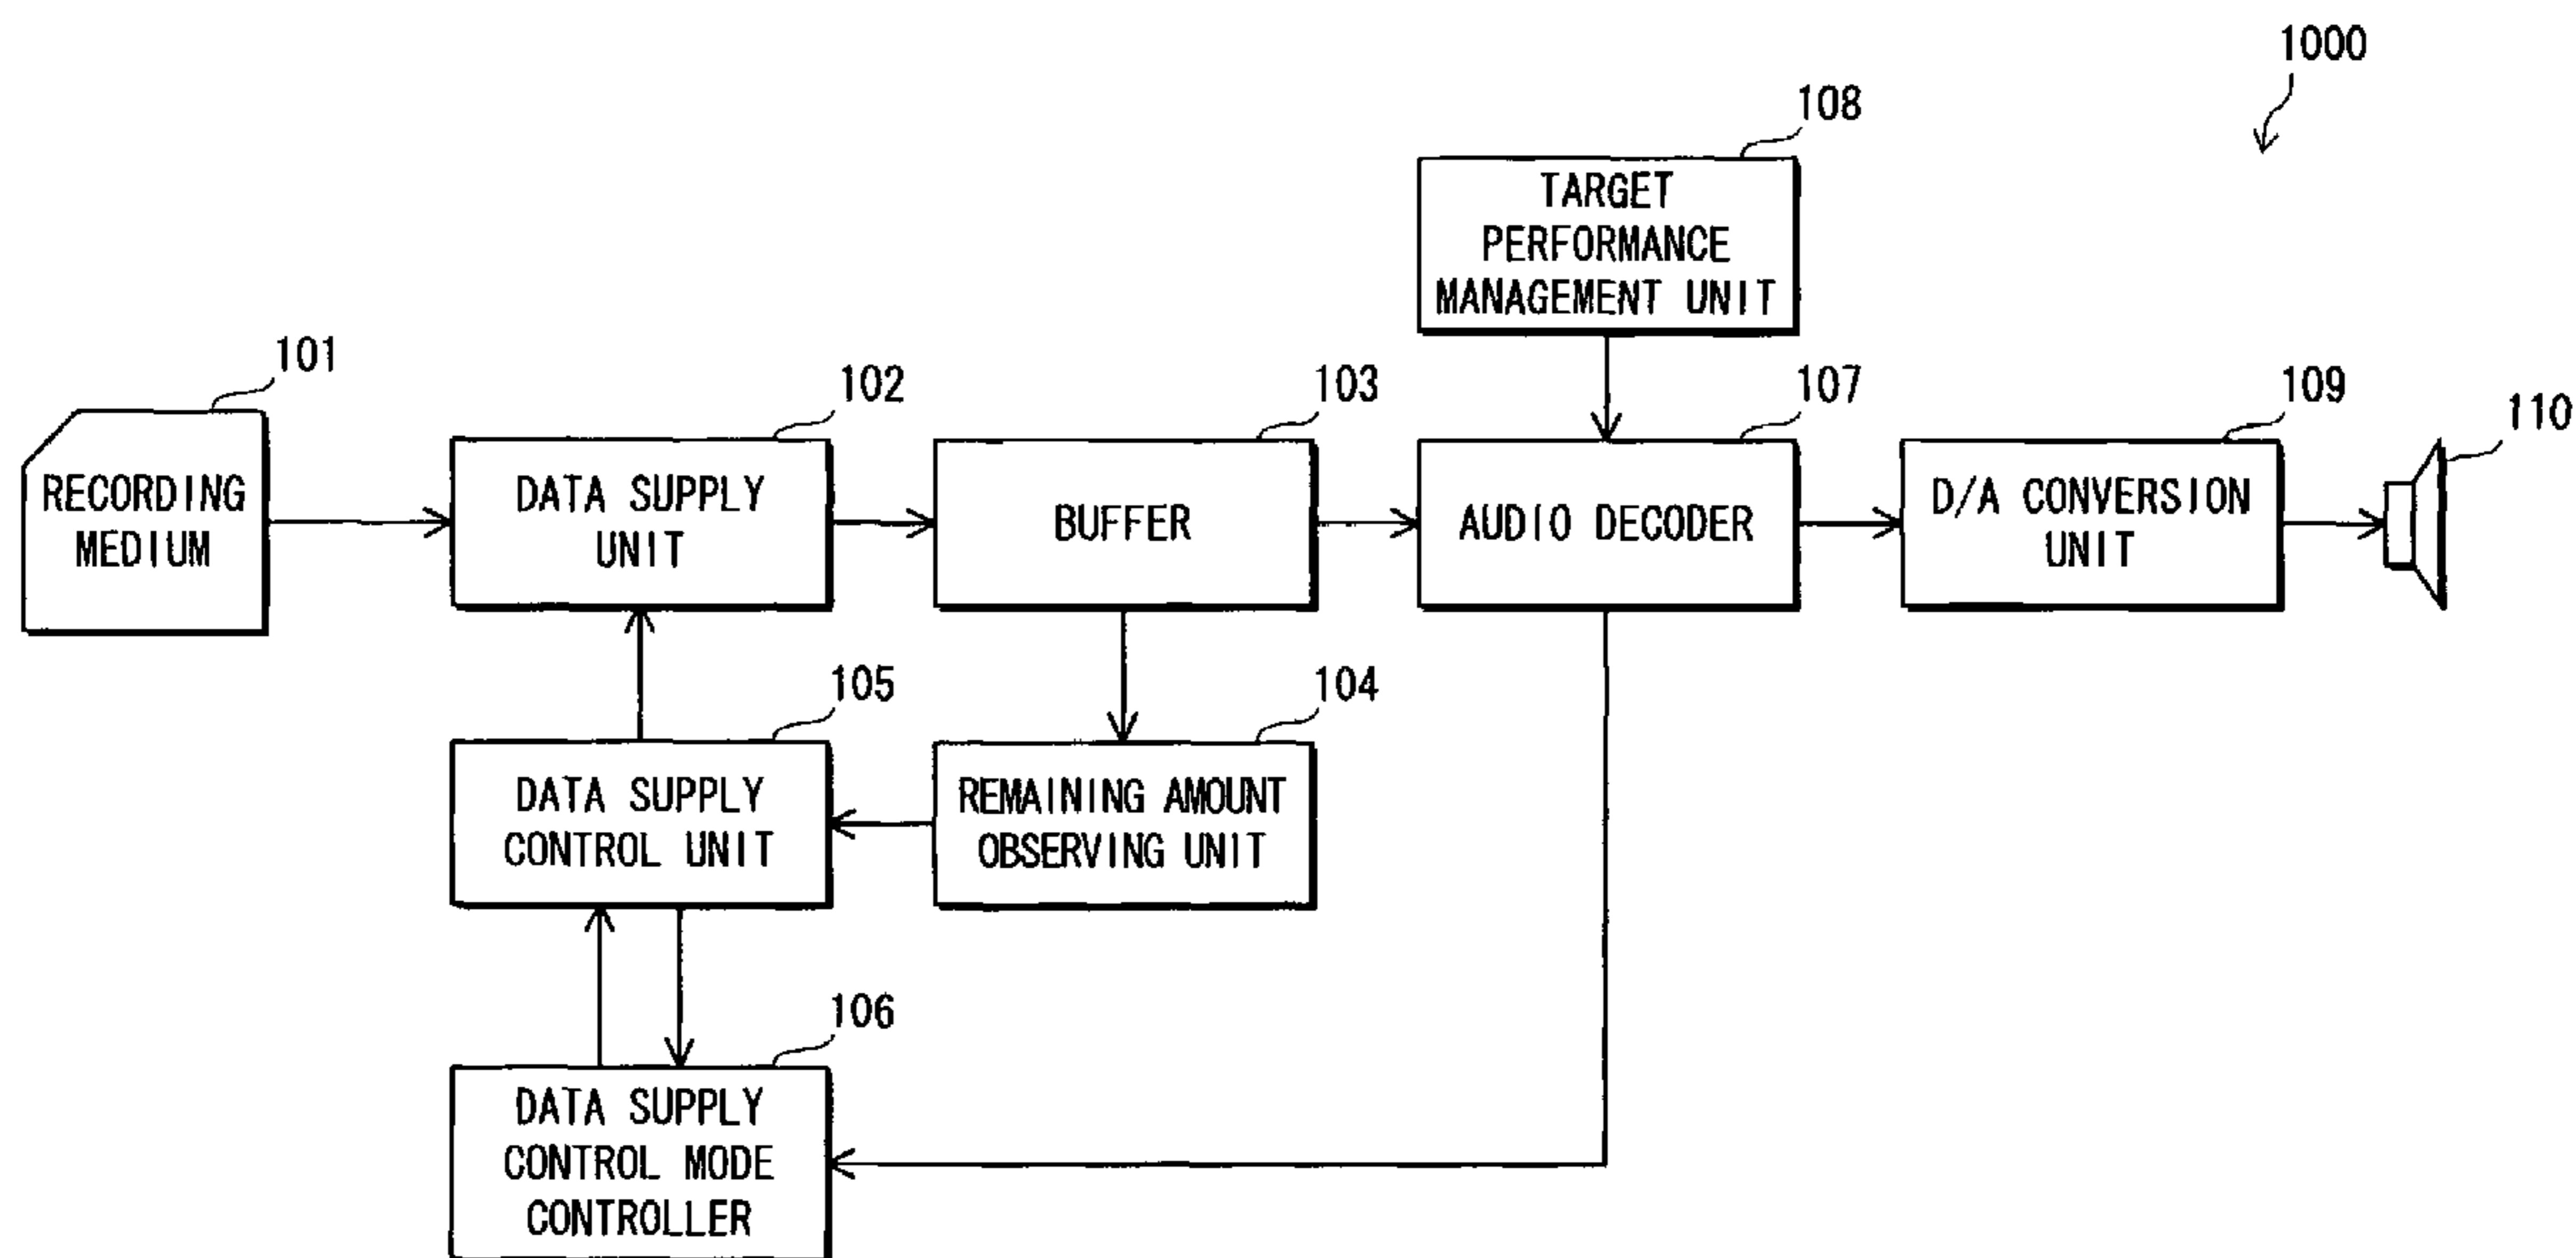 1000
108
TARGET
PERFORMANCE
MANAGEMENT UNIT
101
RECORDING
MEDIUM
102
DATA SUPPLY
UNIT
103
BUFFER
107
AUDIO DECODER
109
D/A CONVERSION
UNIT
110
105
DATA SUPPLY
CONTROL UNIT
104
REMAINING AMOUNT
OBSERVING UNIT
106
DATA SUPPLY
CONTROL MODE
CONTROLLER